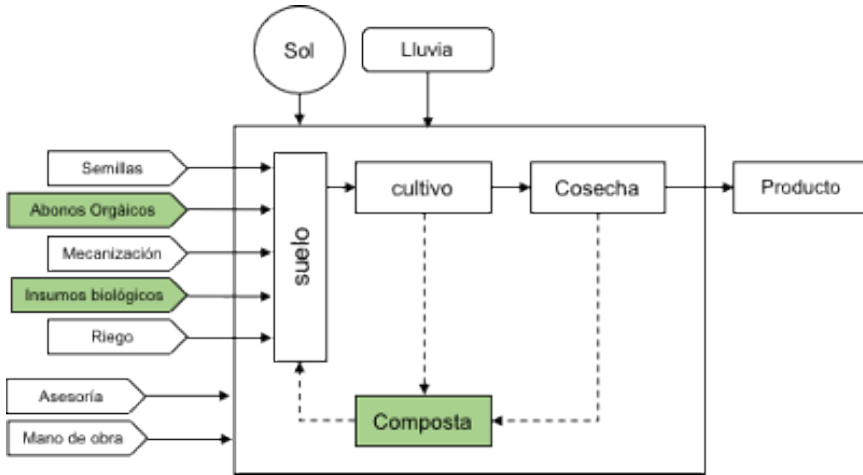 Sol
Lluvia
Semillas
Abonos Orgáicos
Mecanización
Insumos biológicos
Riego
Asesoría
Mano de obra
suelo
cultivo
Cosecha
Producto
Composta